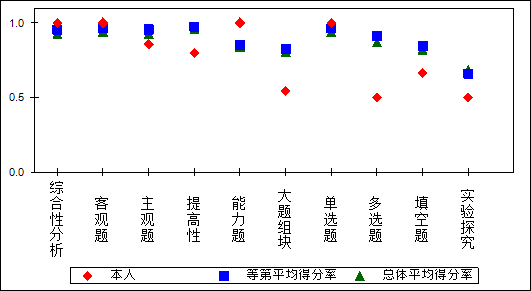 1.0
0.5
0.0
综合性分析
客观题
主观题
提高性
能力题
大题组块
单选题
多选题
填空题
实验探究
本人 等第平均得分率 总体平均得分率